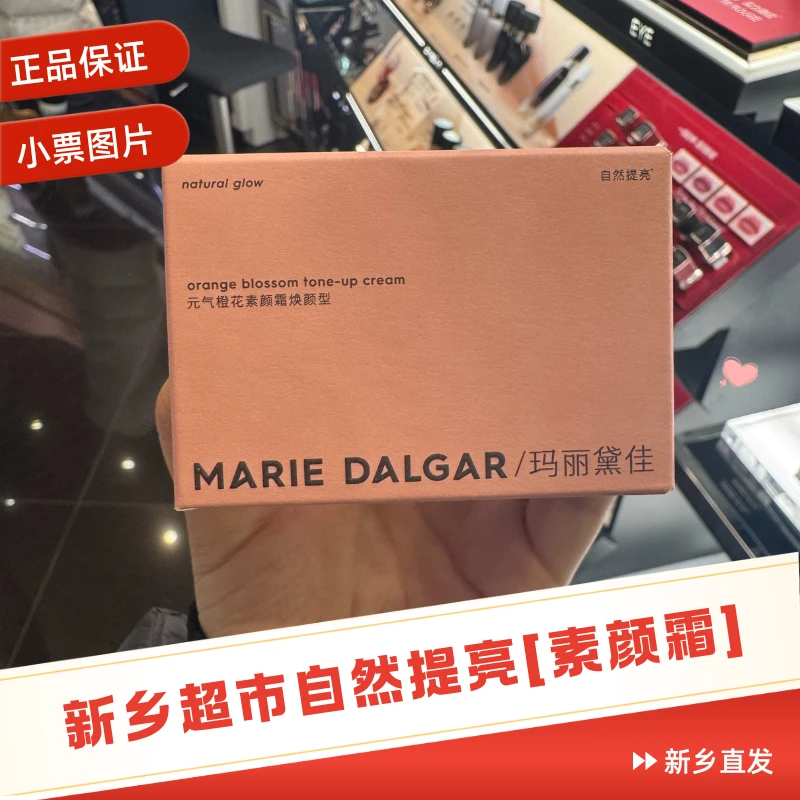 正品保证
小票图片
EYE
natural glow
自然提亮*
orange blossom tone-up cream
元气橙花素颜霜焕颜型
MARIE DALGAR/玛丽黛佳
新乡超市自然提亮[素颜霜]
新乡直发